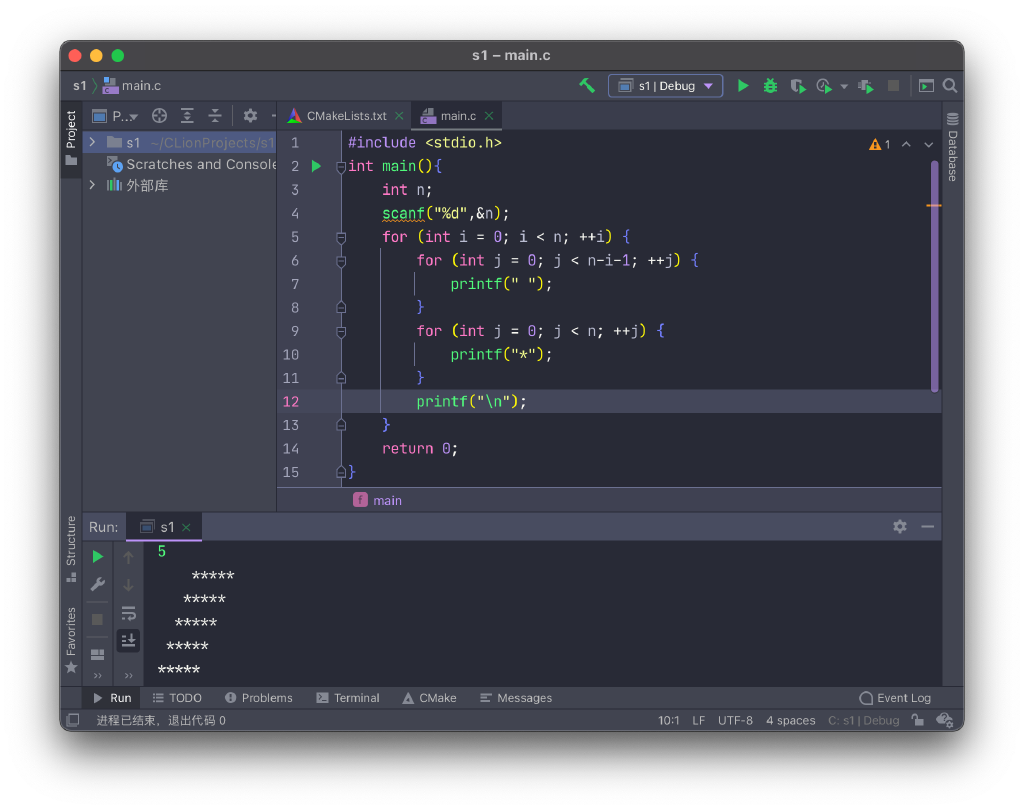 s1 – main.c
s1 main.c s1 | Debug
Project P.. CMakeLists.txt main.c
s1 ~/CLionProjects/s1
Scratches and Console
外部库
1 #include <stdio.h>
2 int main(){
3     int n;
4     scanf("%d",&n);
5     for (int i = 0; i < n; ++i) {
6         for (int j = 0; j < n-i-1; ++j) {
7             printf(" ");
8         }
9         for (int j = 0; j < n; ++j) {
10             printf("*");
11         }
12         printf("\n");
13     }
14     return 0;
15 }
1
Database
f main
Structure
Favorites
Run: s1
5
    *****
   *****
  *****
 *****
*****
Run TODO Problems Terminal CMake Messages Event Log
进程已结束，退出代码 0 10:1 LF UTF-8 4 spaces C: s1 | Debug